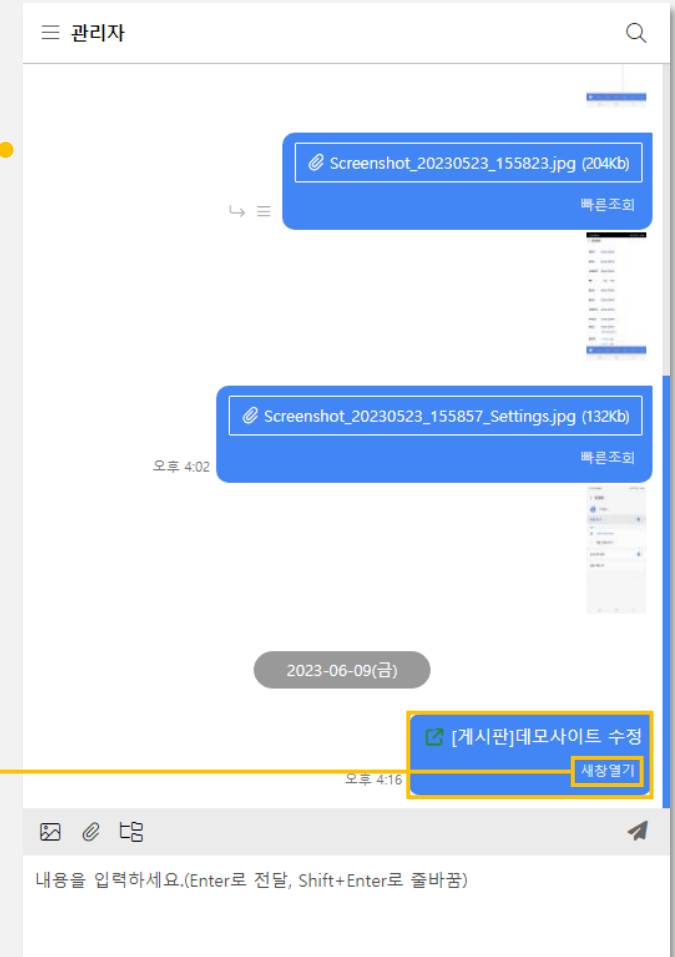 관리자
Screenshot_20230523_155823.jpg (204Kb)
빠른조회
Screenshot_20230523_155857_Settings.jpg (132Kb)
빠른조회
오후 4:02
2023-06-09(금)
[게시판]데모사이트 수정
새창열기
오후 4:16
내용을 입력하세요.(Enter로 전달, Shift+Enter로 줄바꿈)